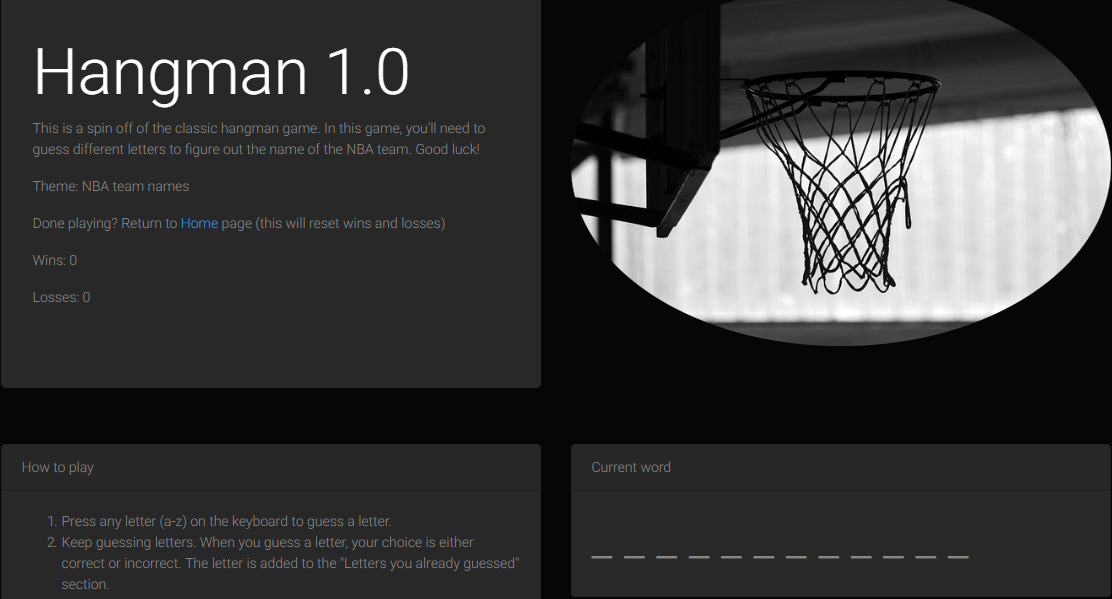 Hangman 1.0
This is a spin off of the classic hangman game. In this game, you'll need to
guess different letters to figure out the name of the NBA team. Good luck!
Theme: NBA team names
Done playing? Return to Home page (this will reset wins and losses)
Wins: 0
Losses: 0
How to play
1. Press any letter (a-z) on the keyboard to guess a letter.
2. Keep guessing letters. When you guess a letter, your choice is either
correct or incorrect. The letter is added to the "Letters you already guessed"
section.
Current word
_ _ _ _ _ _ _ _ _ _ _ _